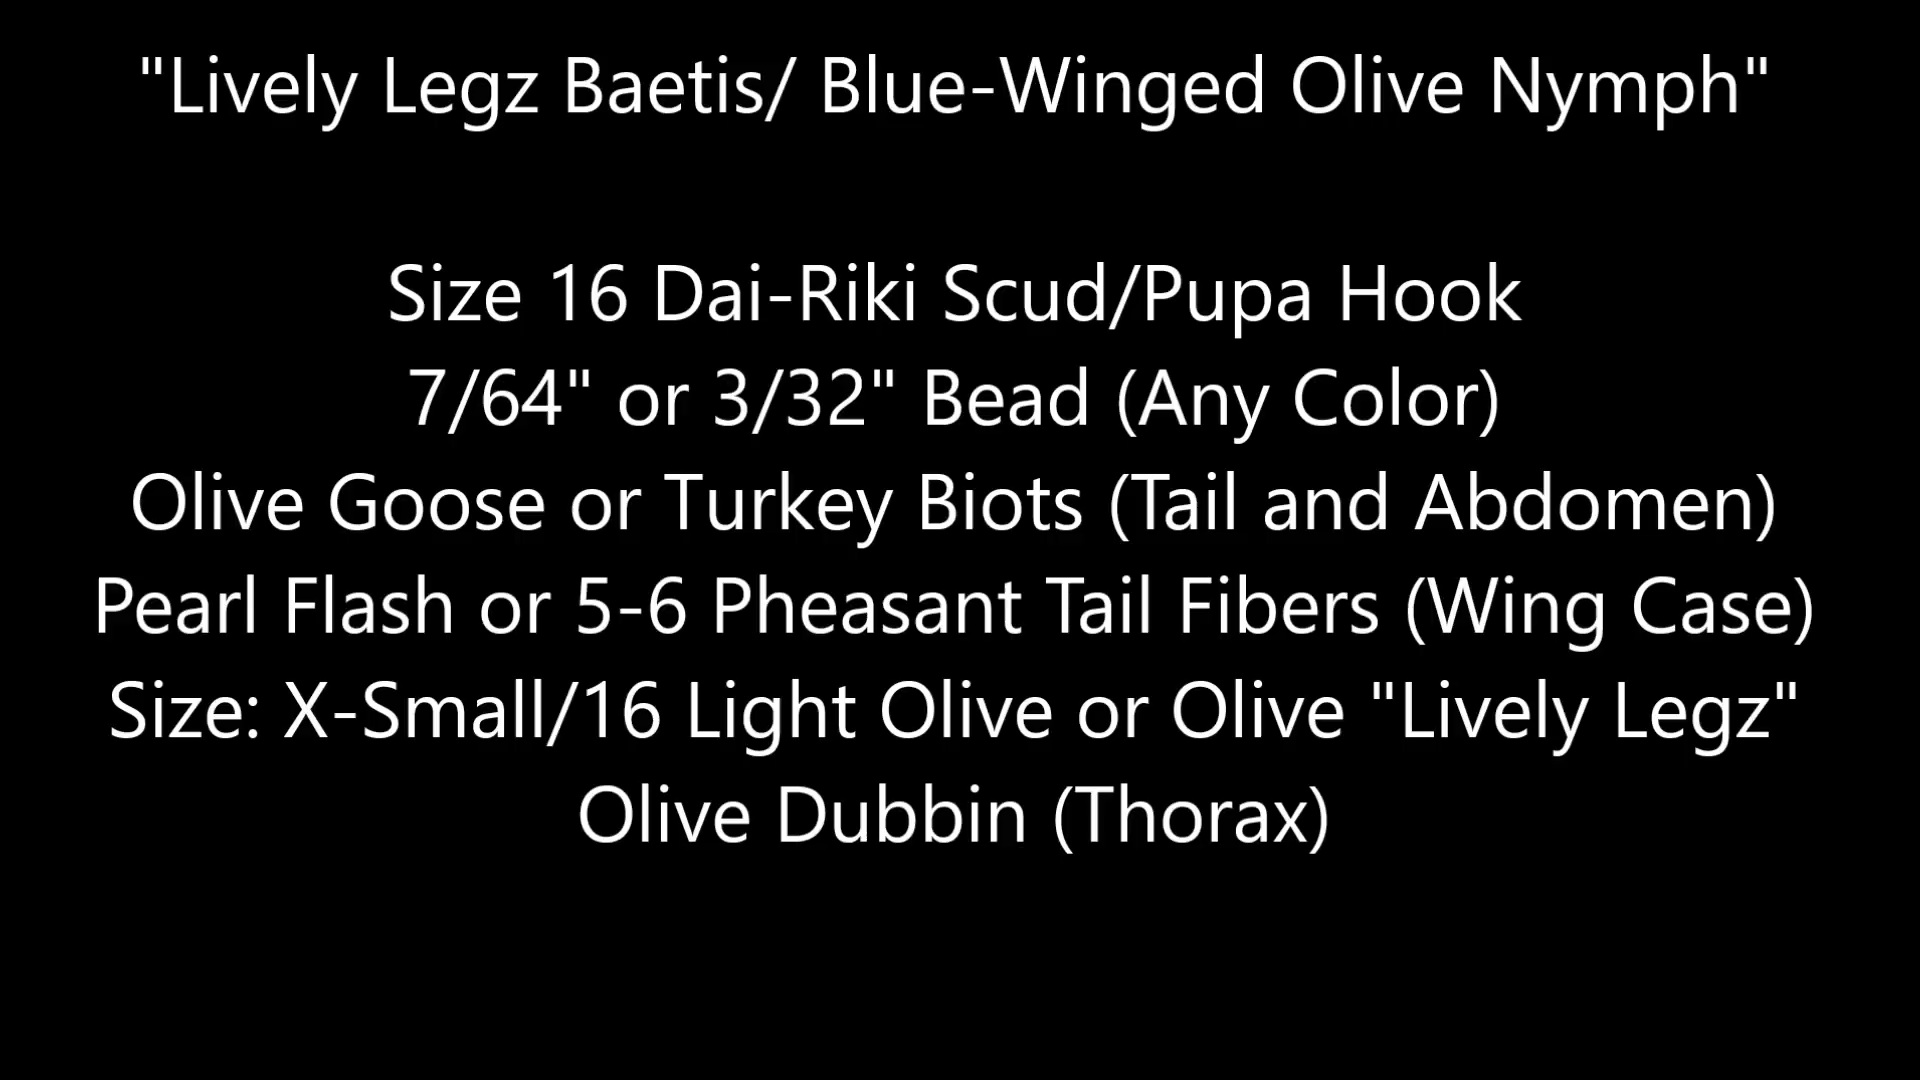 "Lively Legz Baetis/ Blue-Winged Olive Nymph"
Size 16 Dai-Riki Scud/Pupa Hook
7/64" or 3/32" Bead (Any Color)
Olive Goose or Turkey Biots (Tail and Abdomen)
Pearl Flash or 5-6 Pheasant Tail Fibers (Wing Case)
Size: X-Small/16 Light Olive or Olive "Lively Legz"
Olive Dubbin (Thorax)